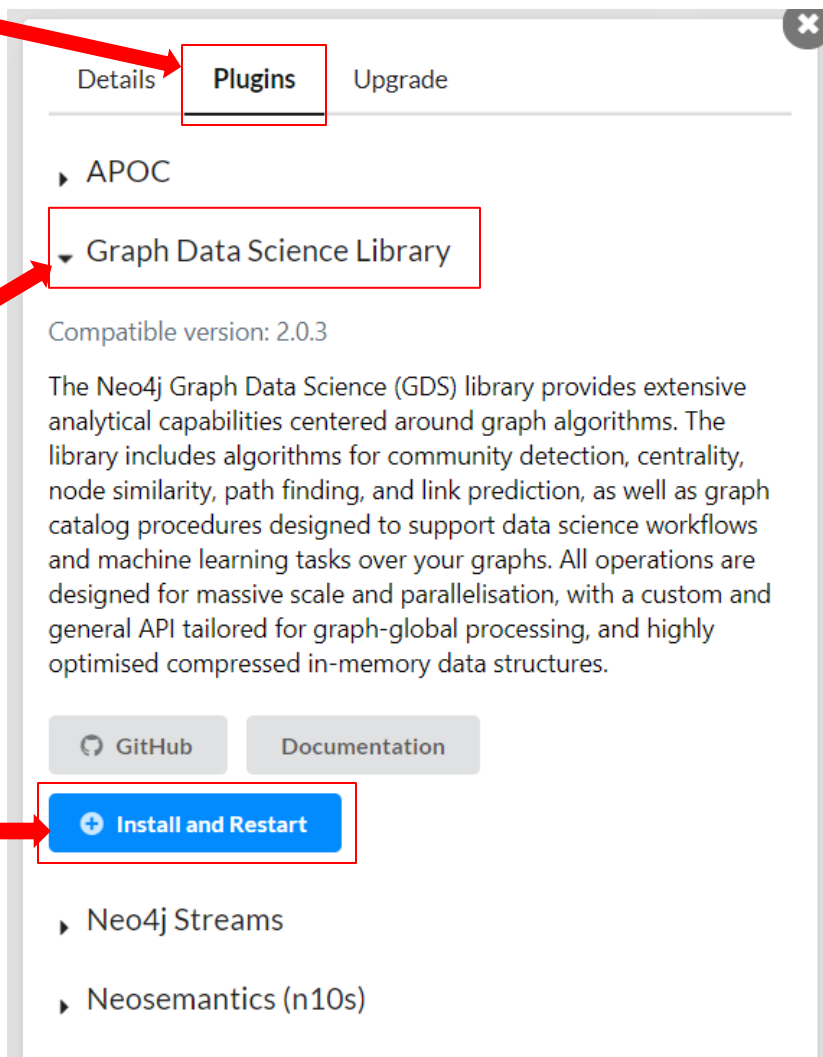 Details Plugins Upgrade
APOC
Graph Data Science Library
Compatible version: 2.0.3
The Neo4j Graph Data Science (GDS) library provides extensive
analytical capabilities centered around graph algorithms. The
library includes algorithms for community detection, centrality,
node similarity, path finding, and link prediction, as well as graph
catalog procedures designed to support data science workflows
and machine learning tasks over your graphs. All operations are
designed for massive scale and parallelisation, with a custom and
general API tailored for graph-global processing, and highly
optimised compressed in-memory data structures.
GitHub Documentation
Install and Restart
Neo4j Streams
Neosemantics (n10s)